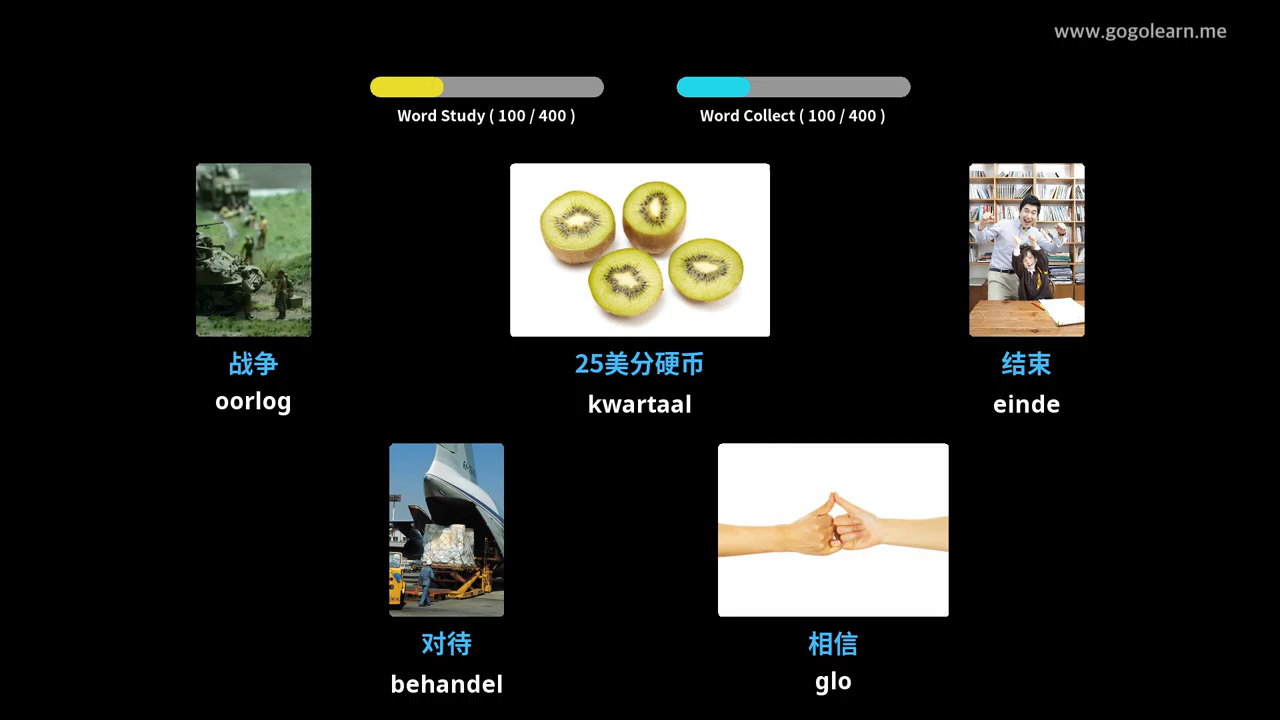 www.gogolearn.me
Word Study ( 100 / 400 )
Word Collect ( 100 / 400 )
战争
oorlog
25美分硬币
kwartaal
结束
einde
对待
behandel
相信
glo